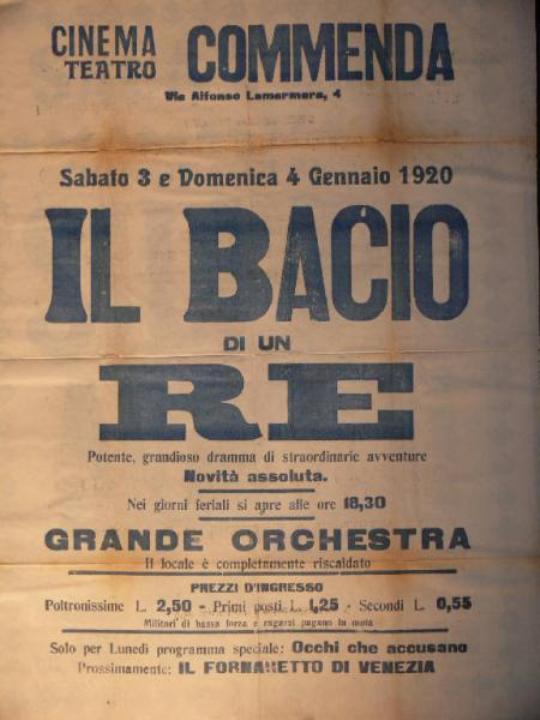 CINEMA TEATRO COMMENDA
Via Alfonso Lamarmora, 4
Sabato 3 e Domenica 4 Gennaio 1920
IL BACIO
DI UN
RE
Potente, grandioso dramma di straordinarie avventure
Novità assoluta.
Nei giorni feriali si apre alle ore 18,30
GRANDE ORCHESTRA
Il locale è completamente riscaldato
PREZZI D'INGRESSO
Poltronissime L. 2,50 - Primi posti L. 1,25 - Secondi L. 0,55
Militari di bassa forza e ragazzi pagano la metà
Solo per Lunedì programma speciale: Occhi che accusano
Prossimamente: IL FORNARETTO DI VENEZIA